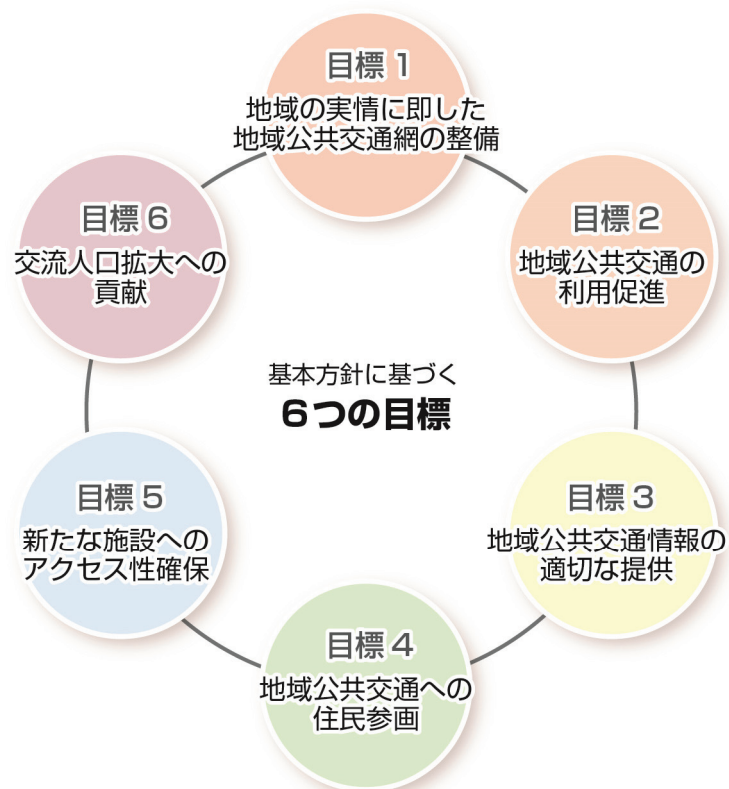 目標 1
地域の実情に即した
地域公共交通網の整備
目標 2
地域公共交通の
利用促進
目標 3
地域公共交通情報の
適切な提供
目標 4
地域公共交通への
住民参画
目標 5
新たな施設への
アクセス性確保
目標 6
交流人口拡大への
貢献
基本方針に基づく
6つの目標